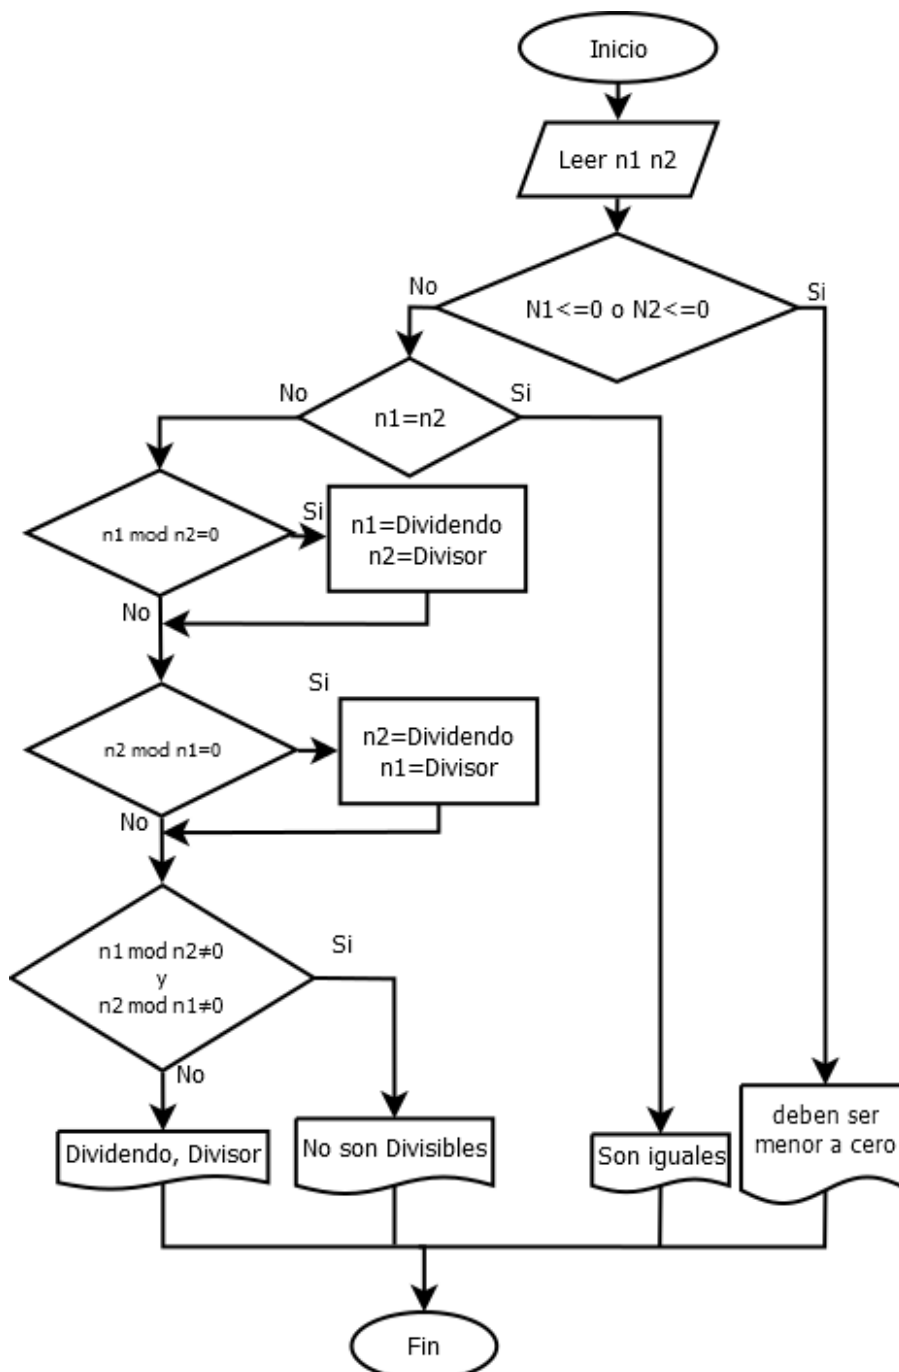 Inicio
Leer n1 n2
N1<=0 o N2<=0
No
Si
n1=n2
No
Si
n1 mod n2=0
Si
n1=Dividendo
n2=Divisor
No
n2 mod n1=0
Si
n2=Dividendo
n1=Divisor
No
n1 mod n2≠0
y
n2 mod n1≠0
Si
No
Dividendo, Divisor
No son Divisibles
Son iguales
deben ser
menor a cero
Fin